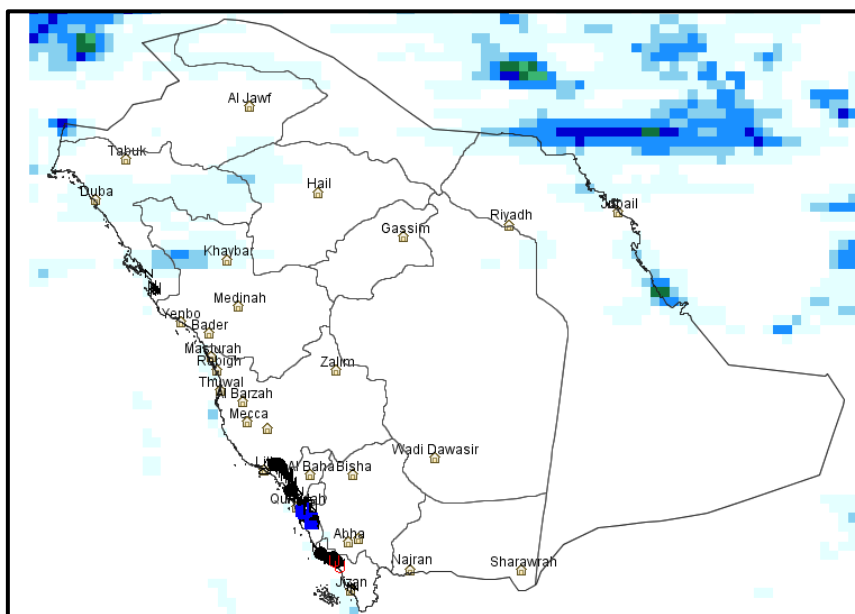 Al Jawf
Tabuk
Hail
Duba
Jubail
Riyadh
Gassim
Khaybar
Medinah
Yenbo
Bader
Masturah
Rabigh
Zalim
Thuwal
Al Barzah
Mecca
Wadi Dawasir
Al Baha
Bisha
Abha
Najran
Sharawrah
Jizan